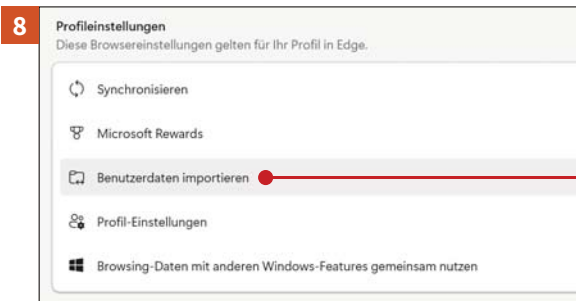 8
Profileinstellungen
Diese Browsereinstellungen gelten für Ihr Profil in Edge.
Synchronisieren
Microsoft Rewards
Benutzerdaten importieren
Profil-Einstellungen
Browsing-Daten mit anderen Windows-Features gemeinsam nutzen